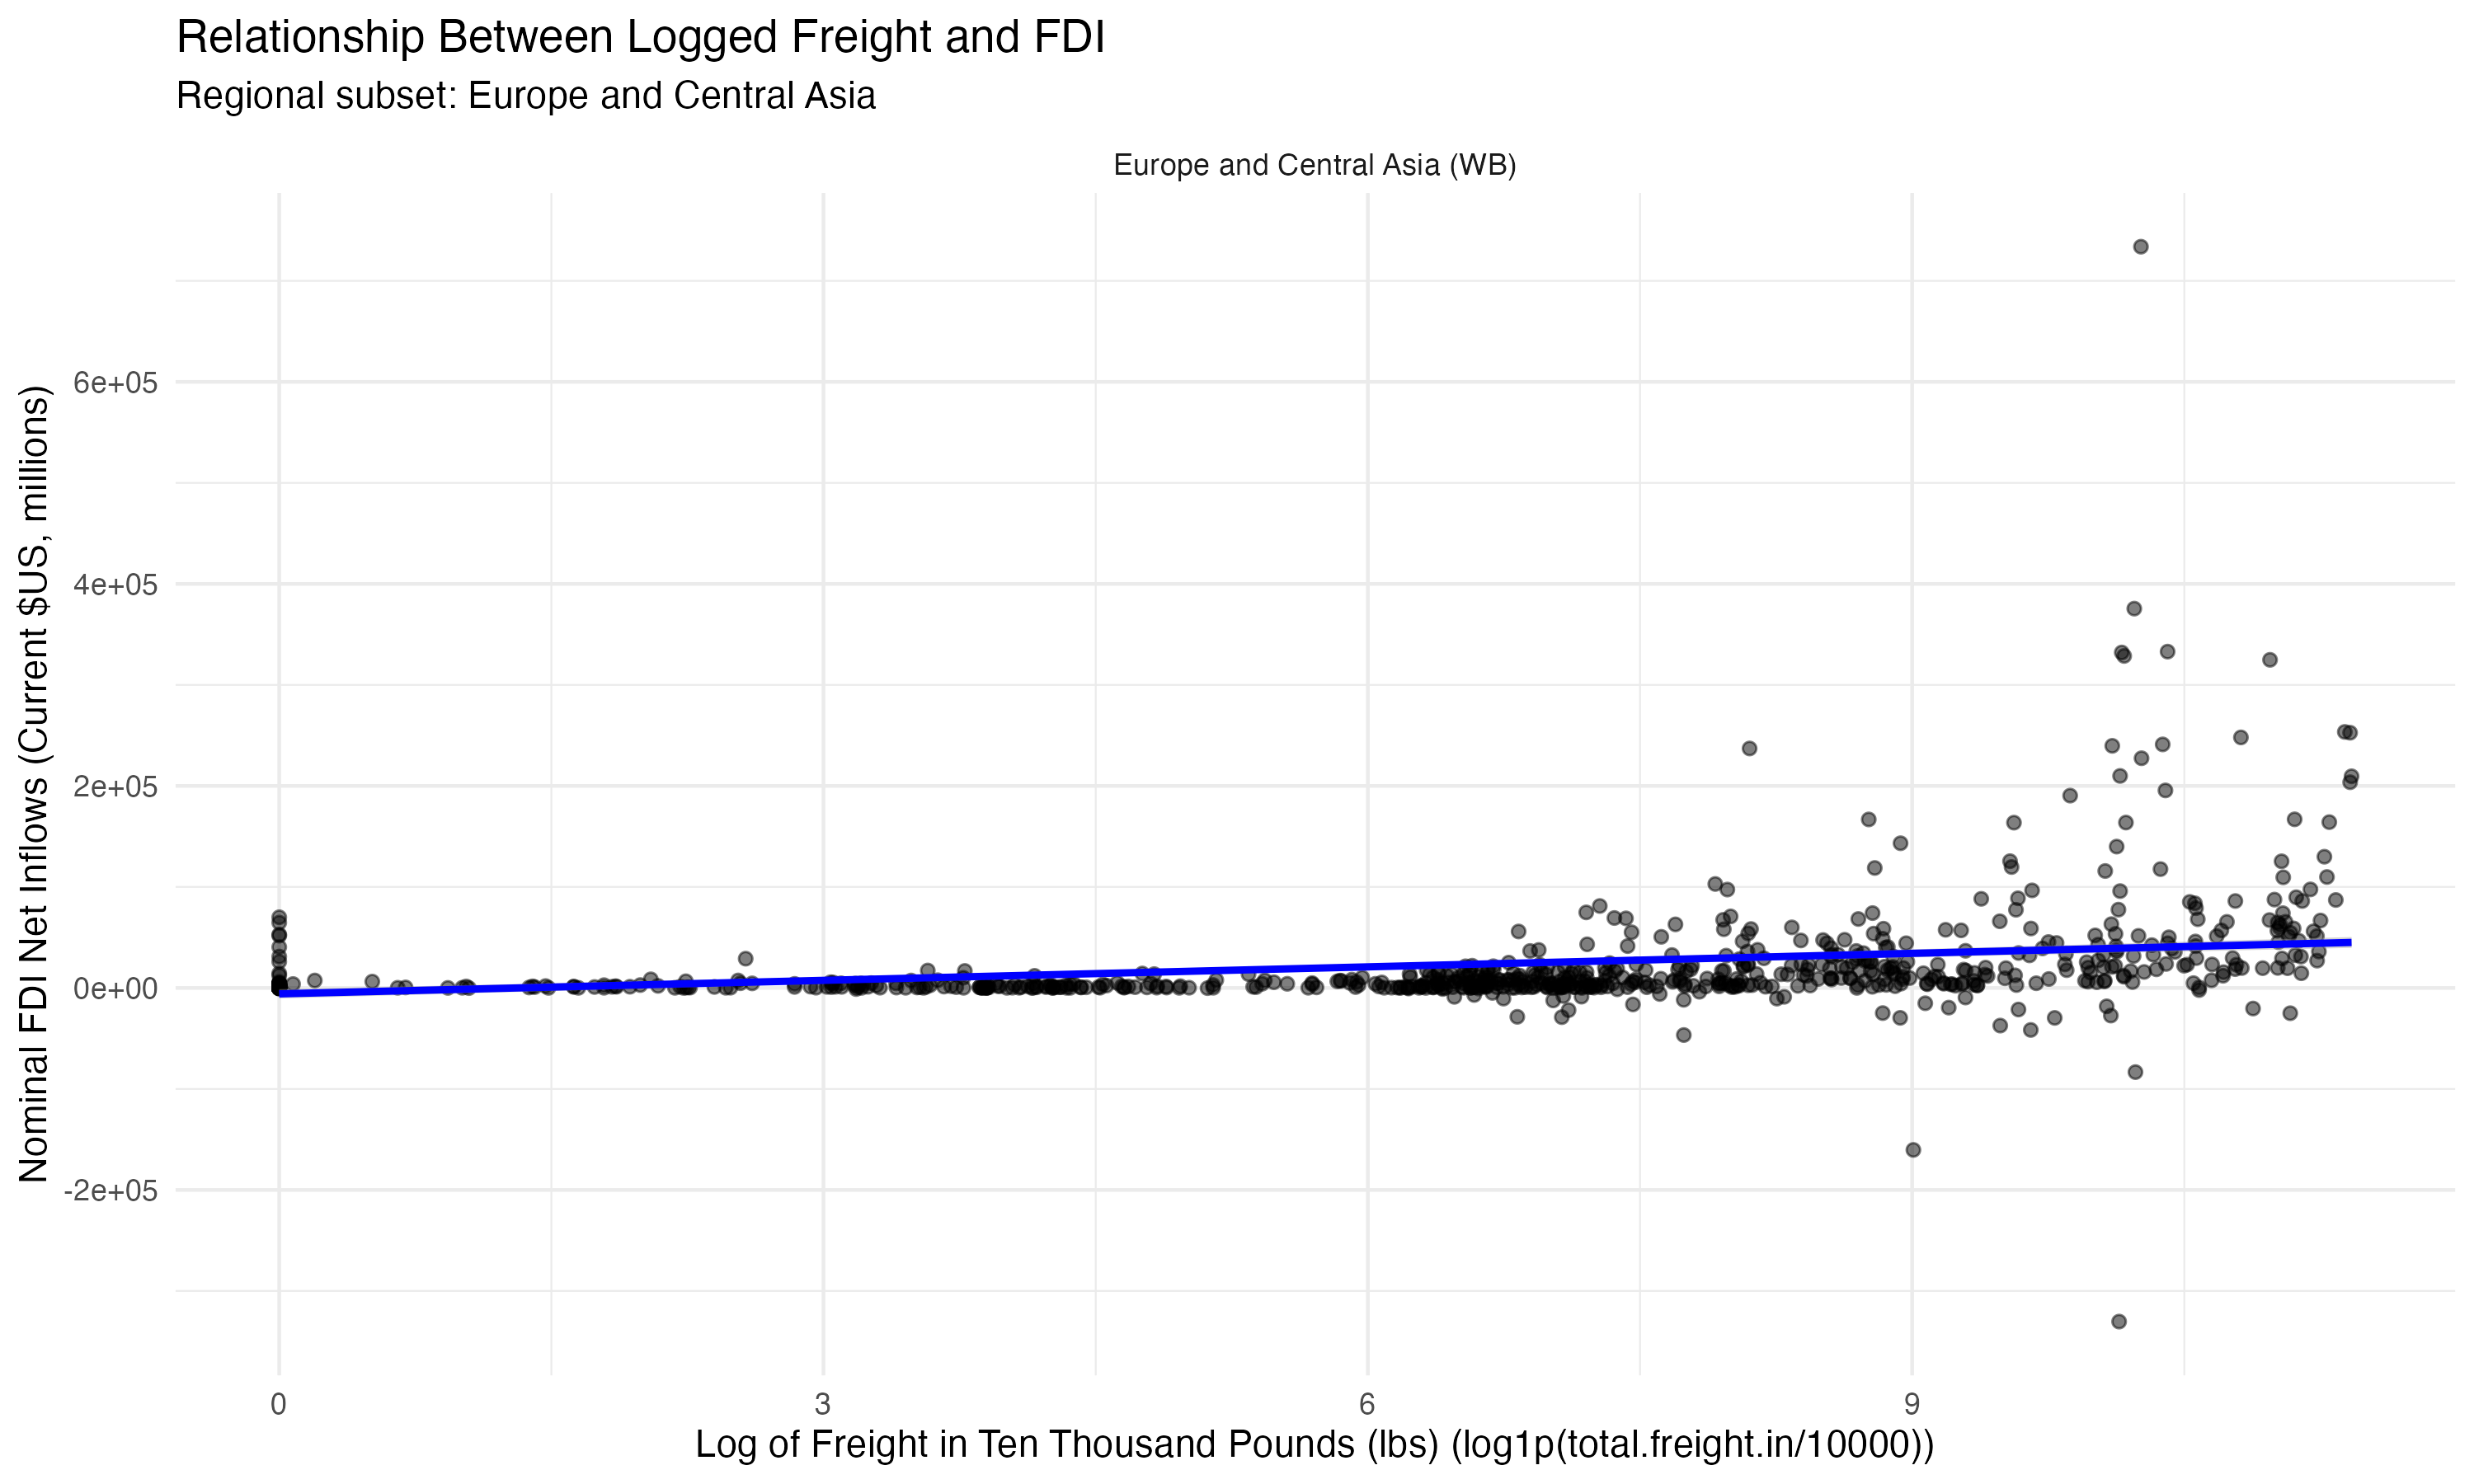 Relationship Between Logged Freight and FDI
Regional subset: Europe and Central Asia
Europe and Central Asia (WB)
Nominal FDI Net Inflows (Current $US, millions)
6e+05
4e+05
2e+05
0e+00
-2e+05
0
3
6
9
Log of Freight in Ten Thousand Pounds (lbs) (log1p(total.freight.in/10000))